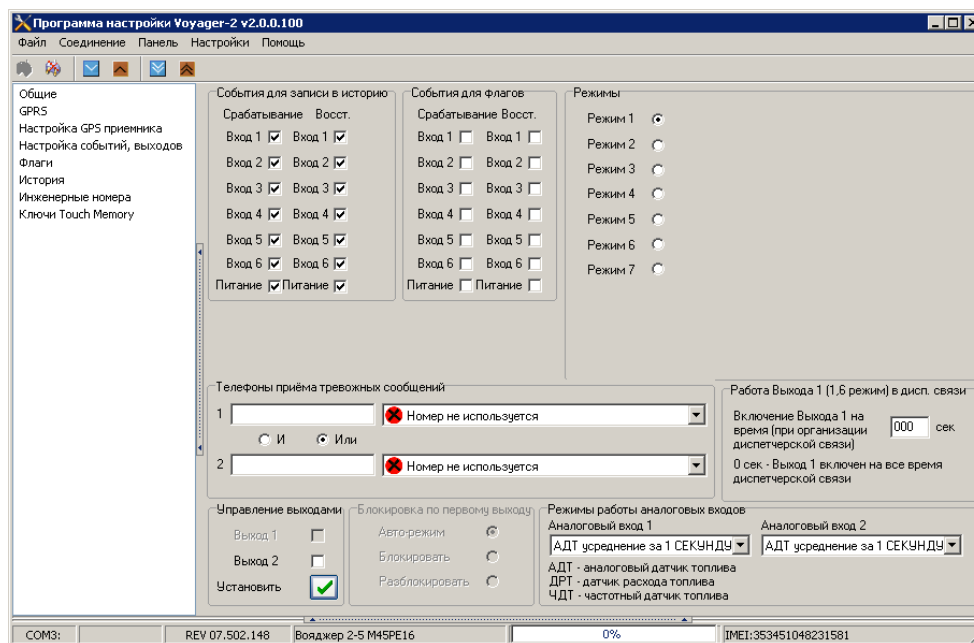 Программа настройки Voyager-2 v2.0.0.100
Файл Соединение Панель Настройки Помощь
Общие
GPRS
Настройка GPS приемника
Настройка событий, выходов
Флаги
История
Инженерные номера
Ключи Touch Memory
События для записи в историю
Срабатывание Восст.
Вход 1 Вход 1
Вход 2 Вход 2
Вход 3 Вход 3
Вход 4 Вход 4
Вход 5 Вход 5
Вход 6 Вход 6
Питание Питание
События для флагов
Срабатывание Восст.
Вход 1 Вход 1
Вход 2 Вход 2
Вход 3 Вход 3
Вход 4 Вход 4
Вход 5 Вход 5
Вход 6 Вход 6
Питание Питание
Режимы
Режим 1
Режим 2
Режим 3
Режим 4
Режим 5
Режим 6
Режим 7
Телефоны приёма тревожных сообщений
1 Номер не используется
И Или
2 Номер не используется
Работа Выхода 1 (1,6 режим) в дисп. связи
Включение Выхода 1 на
время (при организации
диспетчерской связи)
000 сек
0 сек - Выход 1 включен на все время
диспетчерской связи
Управление выходами
Выход 1
Выход 2
Установить
Блокировка по первому выходу
Авто-режим
Блокировать
Разблокировать
Режимы работы аналоговых входов
Аналоговый вход 1 Аналоговый вход 2
АДТ усреднение за 1 СЕКУНДУ АДТ усреднение за 1 СЕКУНДУ
АДТ - аналоговый датчик топлива
ДРТ - датчик расхода топлива
ЧДТ - частотный датчик топлива
COM3: REV 07.502.148 Вояджер 2-5 M45PE16 0% IMEI:353451048231581